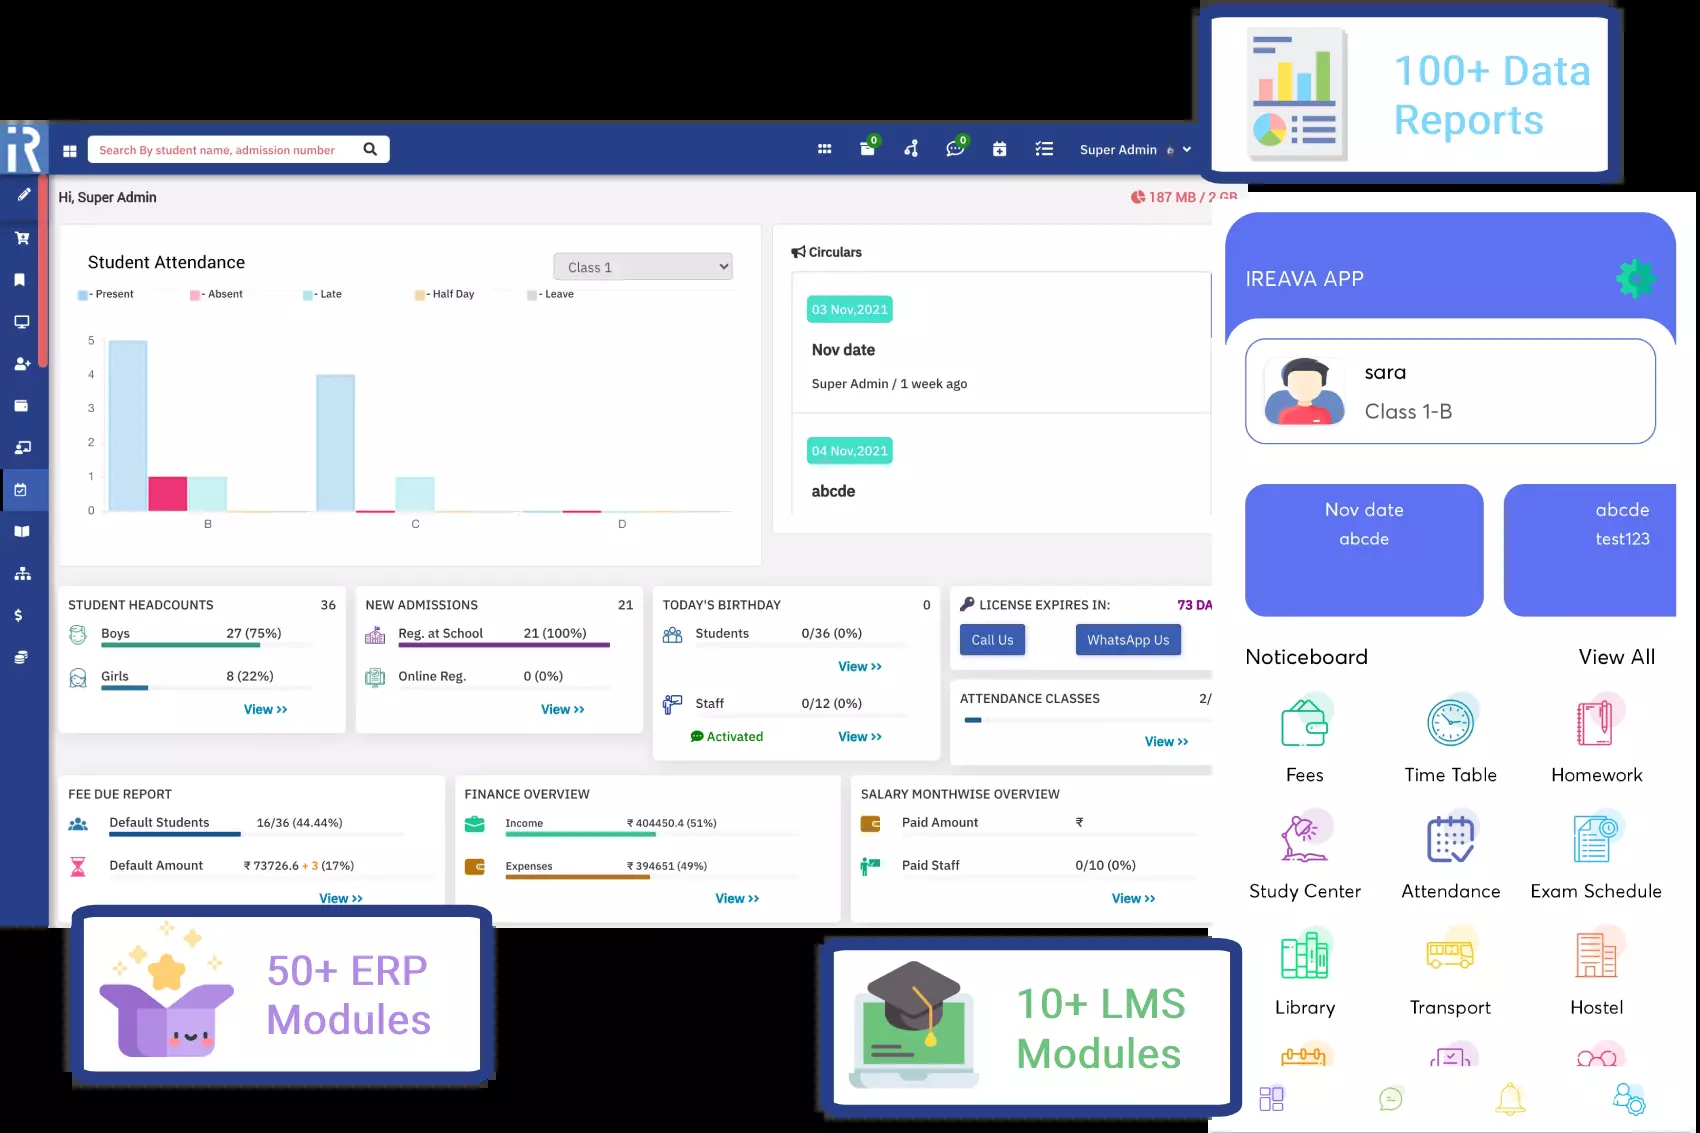 100+ Data
Reports
iR
Search By student name, admission number
0
0
Super Admin
Hi, Super Admin
187 MB / 2 GB
Student Attendance
Class 1
- Present
- Absent
- Late
- Half Day
- Leave
5
4
3
2
1
0
B
C
D
Circulars
03 Nov,2021
Nov date
Super Admin / 1 week ago
04 Nov,2021
abcde
STUDENT HEADCOUNTS 36
Boys 27 (75%)
Girls 8 (22%)
View >>
NEW ADMISSIONS 21
Reg. at School 21 (100%)
Online Reg. 0 (0%)
View >>
TODAY'S BIRTHDAY 0
Students 0/36 (0%)
View >>
Staff 0/12 (0%)
Activated View >>
LICENSE EXPIRES IN: 73 DA
Call Us WhatsApp Us
ATTENDANCE CLASSES 2/
View >>
FEE DUE REPORT
Default Students 16/36 (44.44%)
Default Amount ₹ 73726.6 + 3 (17%)
View >>
FINANCE OVERVIEW
Income ₹ 404450.4 (51%)
Expenses ₹ 394651 (49%)
View >>
SALARY MONTHWISE OVERVIEW
Paid Amount ₹
Paid Staff 0/10 (0%)
View >>
IREAVA APP
sara
Class 1-B
Nov date
abcde
abcde
test123
Noticeboard View All
Fees Time Table Homework
Study Center Attendance Exam Schedule
Library Transport Hostel
50+ ERP
Modules
10+ LMS
Modules